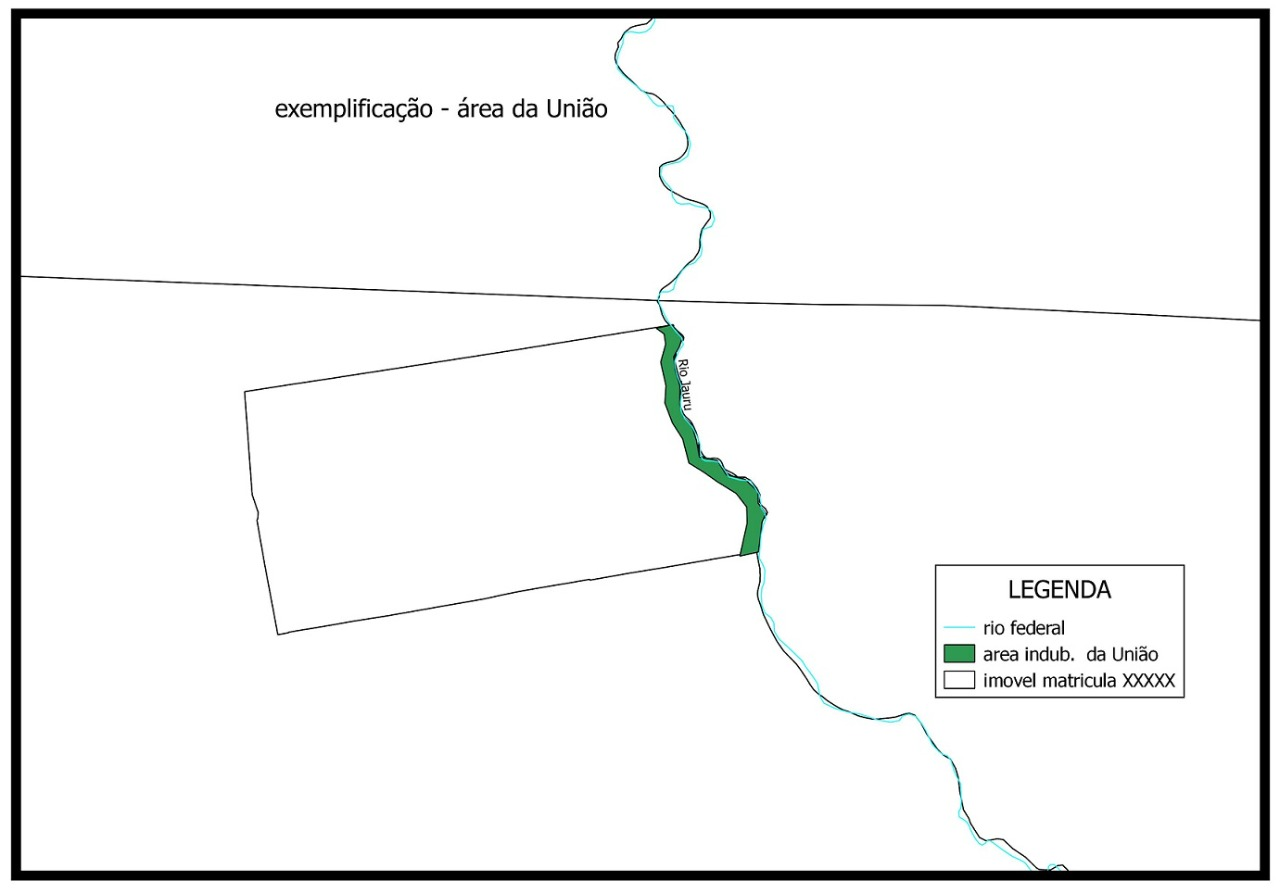 exemplificação - área da União
Rio Jauru
LEGENDA
rio federal
area indub. da União
imovel matricula XXXXX